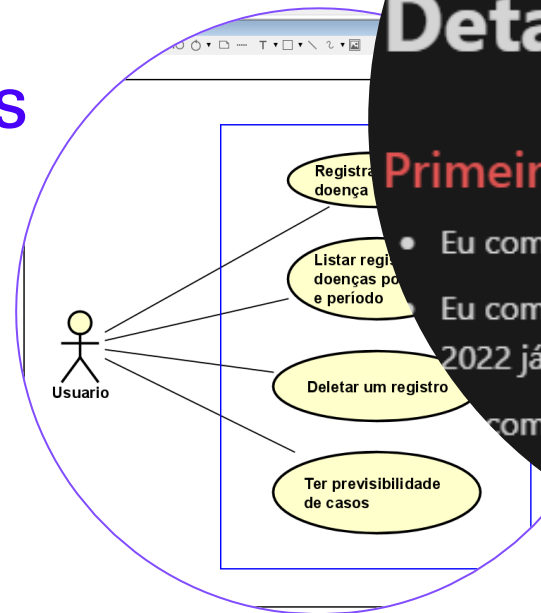 s
T
Deta
Registra
doença
Listar regis
doenças po
e período
Deletar um registro
Ter previsibilidade
de casos
Usuario
Primeir
• Eu com
Eu com
2022 já
com